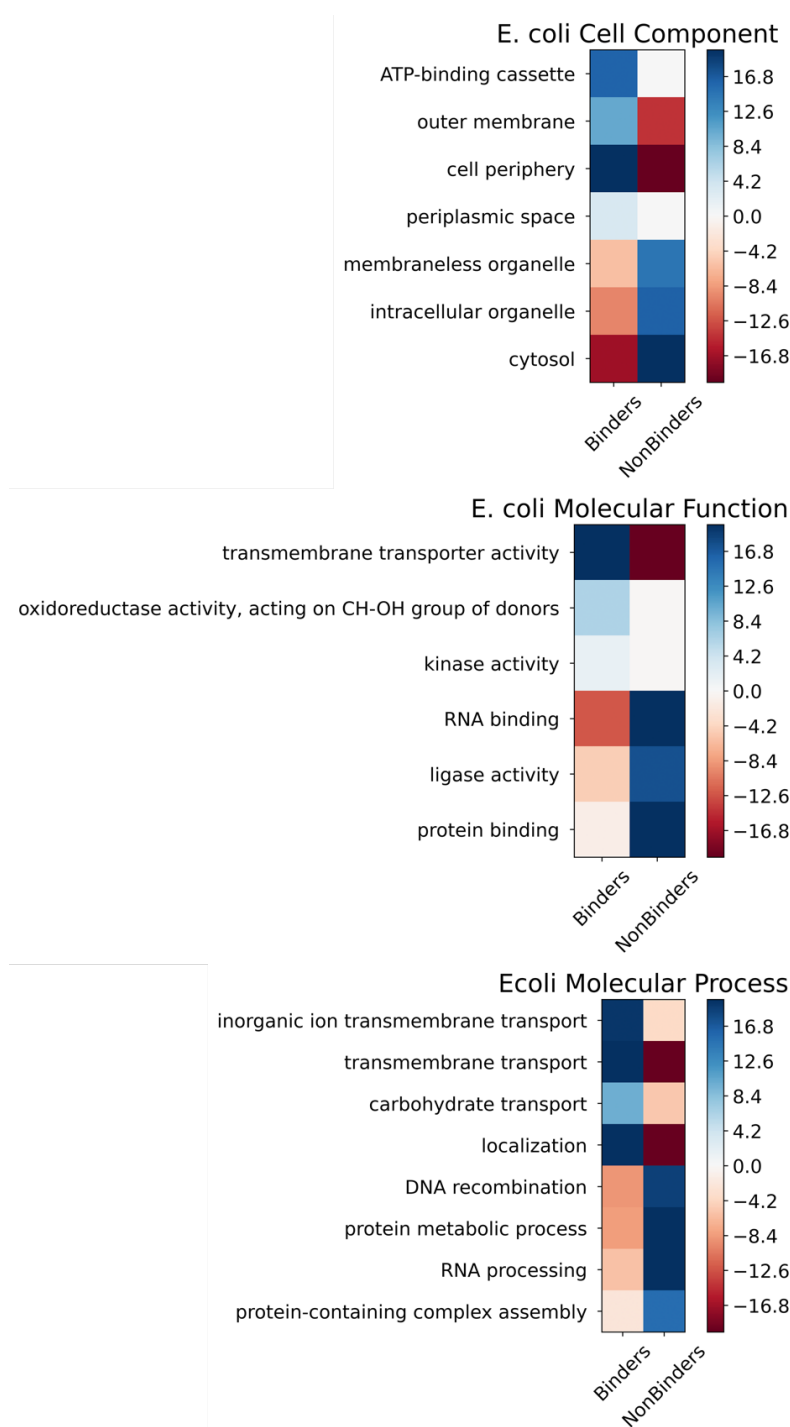 E. coli Cell Component
ATP-binding cassette
outer membrane
cell periphery
periplasmic space
membraneless organelle
intracellular organelle
cytosol
16.8
12.6
8.4
4.2
0.0
−4.2
−8.4
−12.6
−16.8
Binders
NonBinders
E. coli Molecular Function
transmembrane transporter activity
oxidoreductase activity, acting on CH-OH group of donors
kinase activity
RNA binding
ligase activity
protein binding
16.8
12.6
8.4
4.2
0.0
−4.2
−8.4
−12.6
−16.8
Binders
NonBinders
Ecoli Molecular Process
inorganic ion transmembrane transport
transmembrane transport
carbohydrate transport
localization
DNA recombination
protein metabolic process
RNA processing
protein-containing complex assembly
16.8
12.6
8.4
4.2
0.0
−4.2
−8.4
−12.6
−16.8
Binders
NonBinders